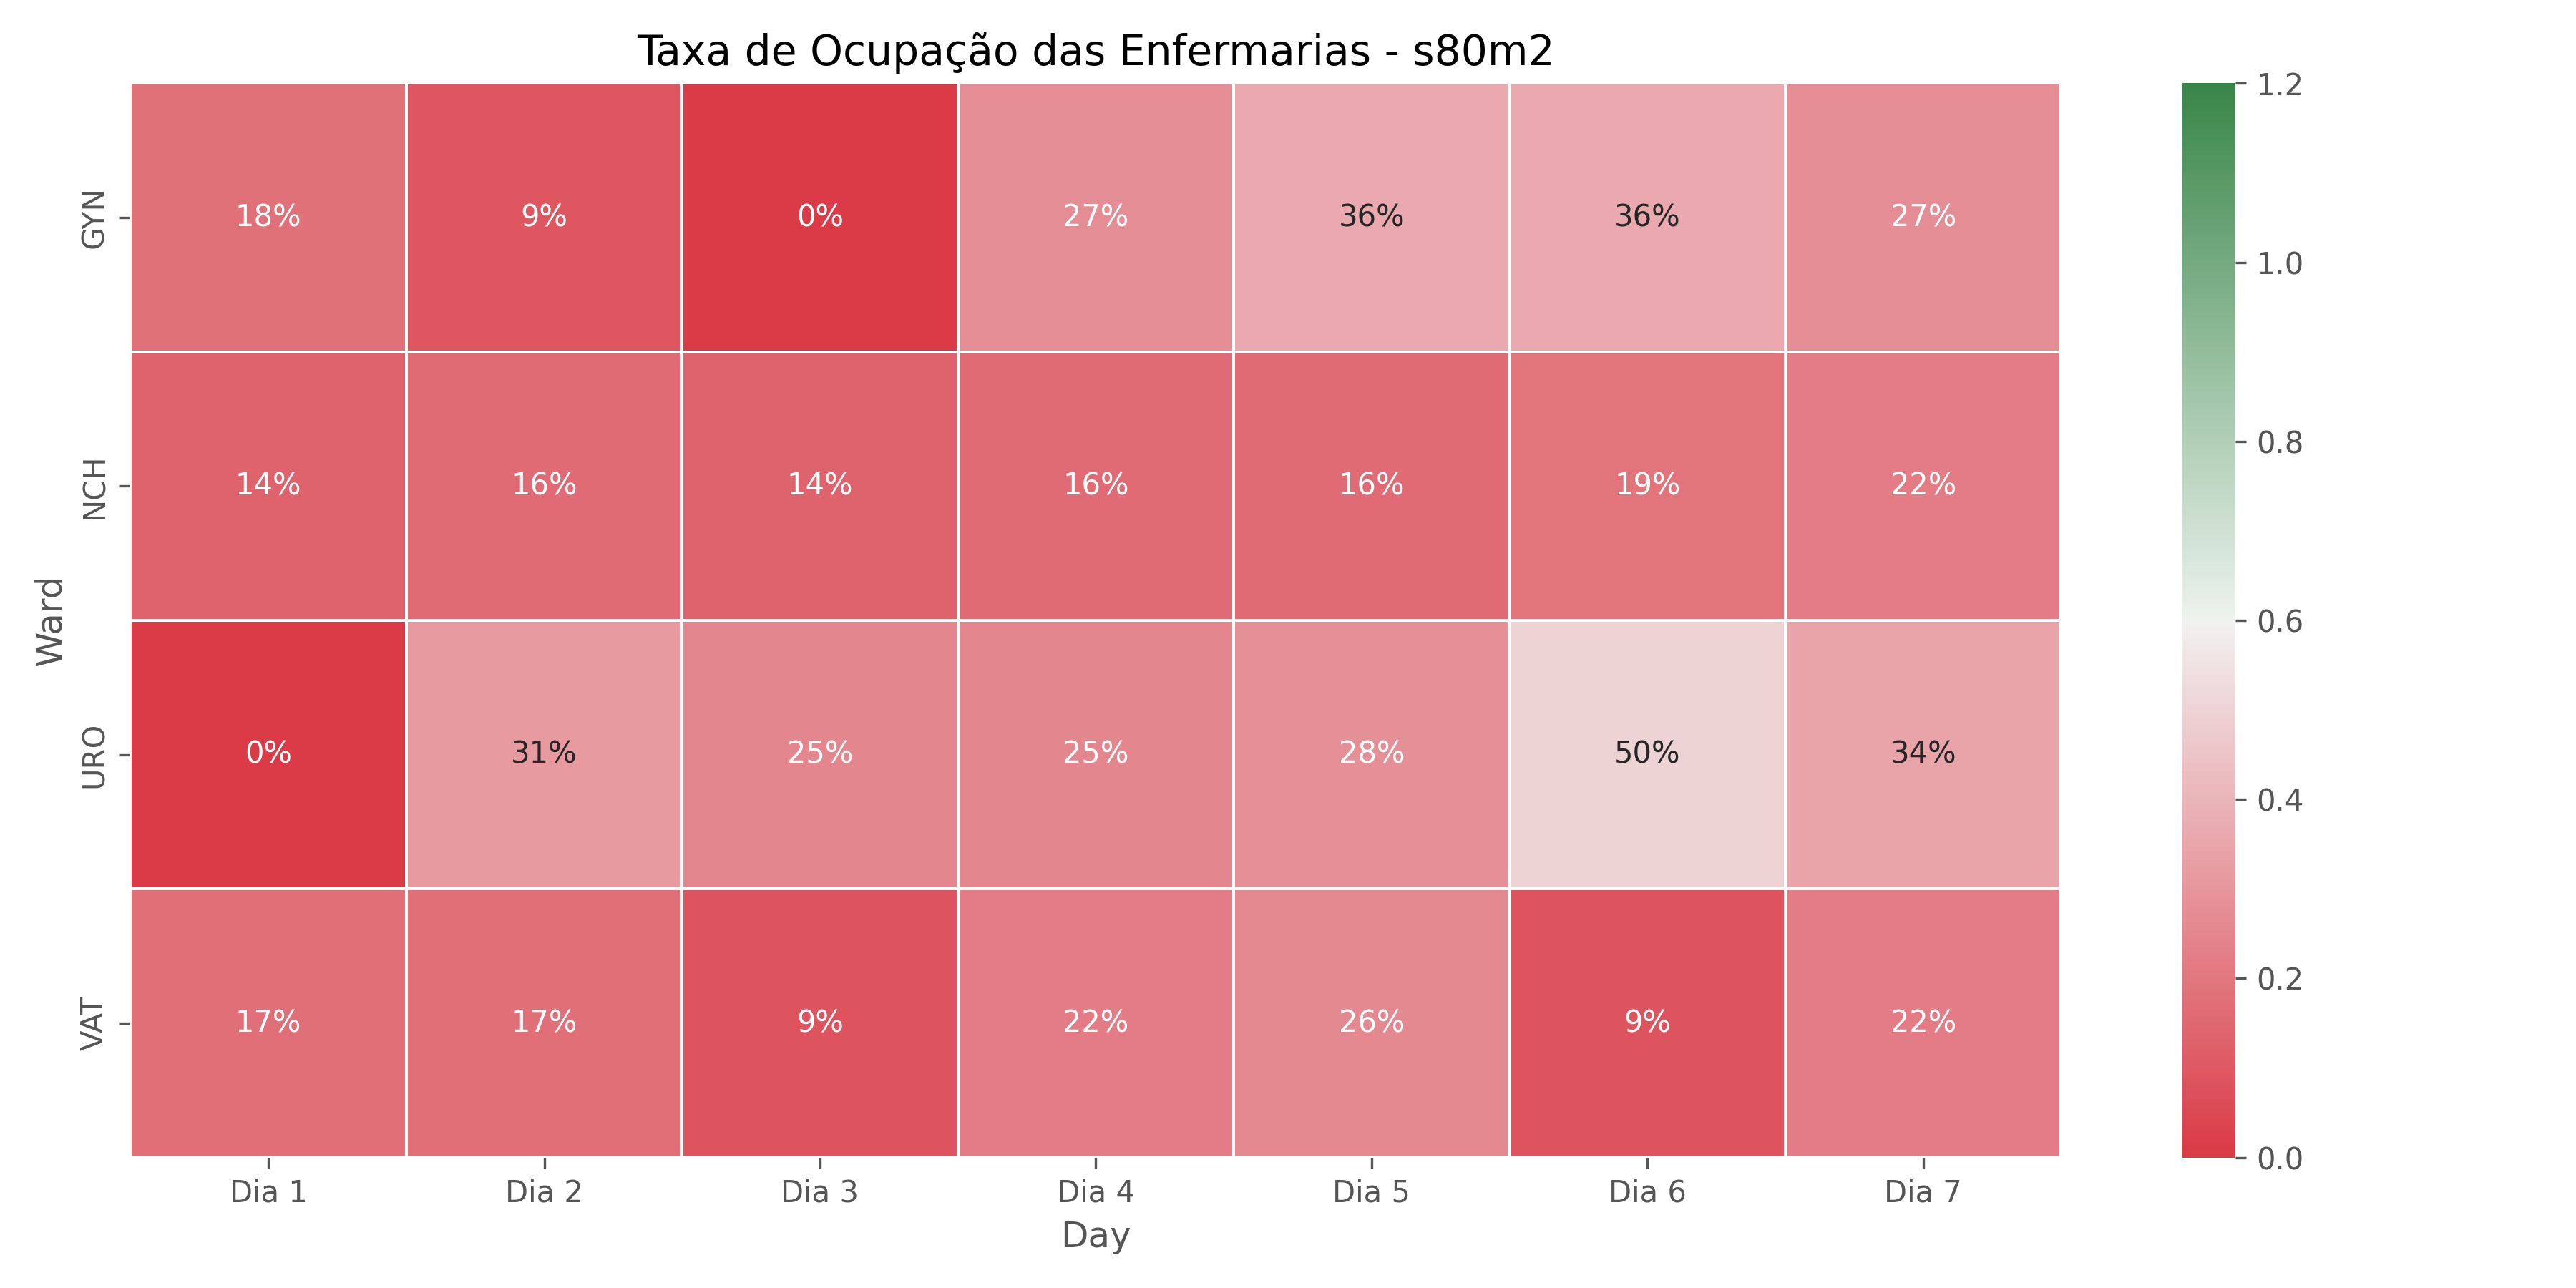 Taxa de Ocupação das Enfermarias - s80m2
Ward
GYN 18% 9% 0% 27% 36% 36% 27%
NCH 14% 16% 14% 16% 16% 19% 22%
URO 0% 31% 25% 25% 28% 50% 34%
VAT 17% 17% 9% 22% 26% 9% 22%
Dia 1 Dia 2 Dia 3 Dia 4 Dia 5 Dia 6 Dia 7
Day
1.2
1.0
0.8
0.6
0.4
0.2
0.0